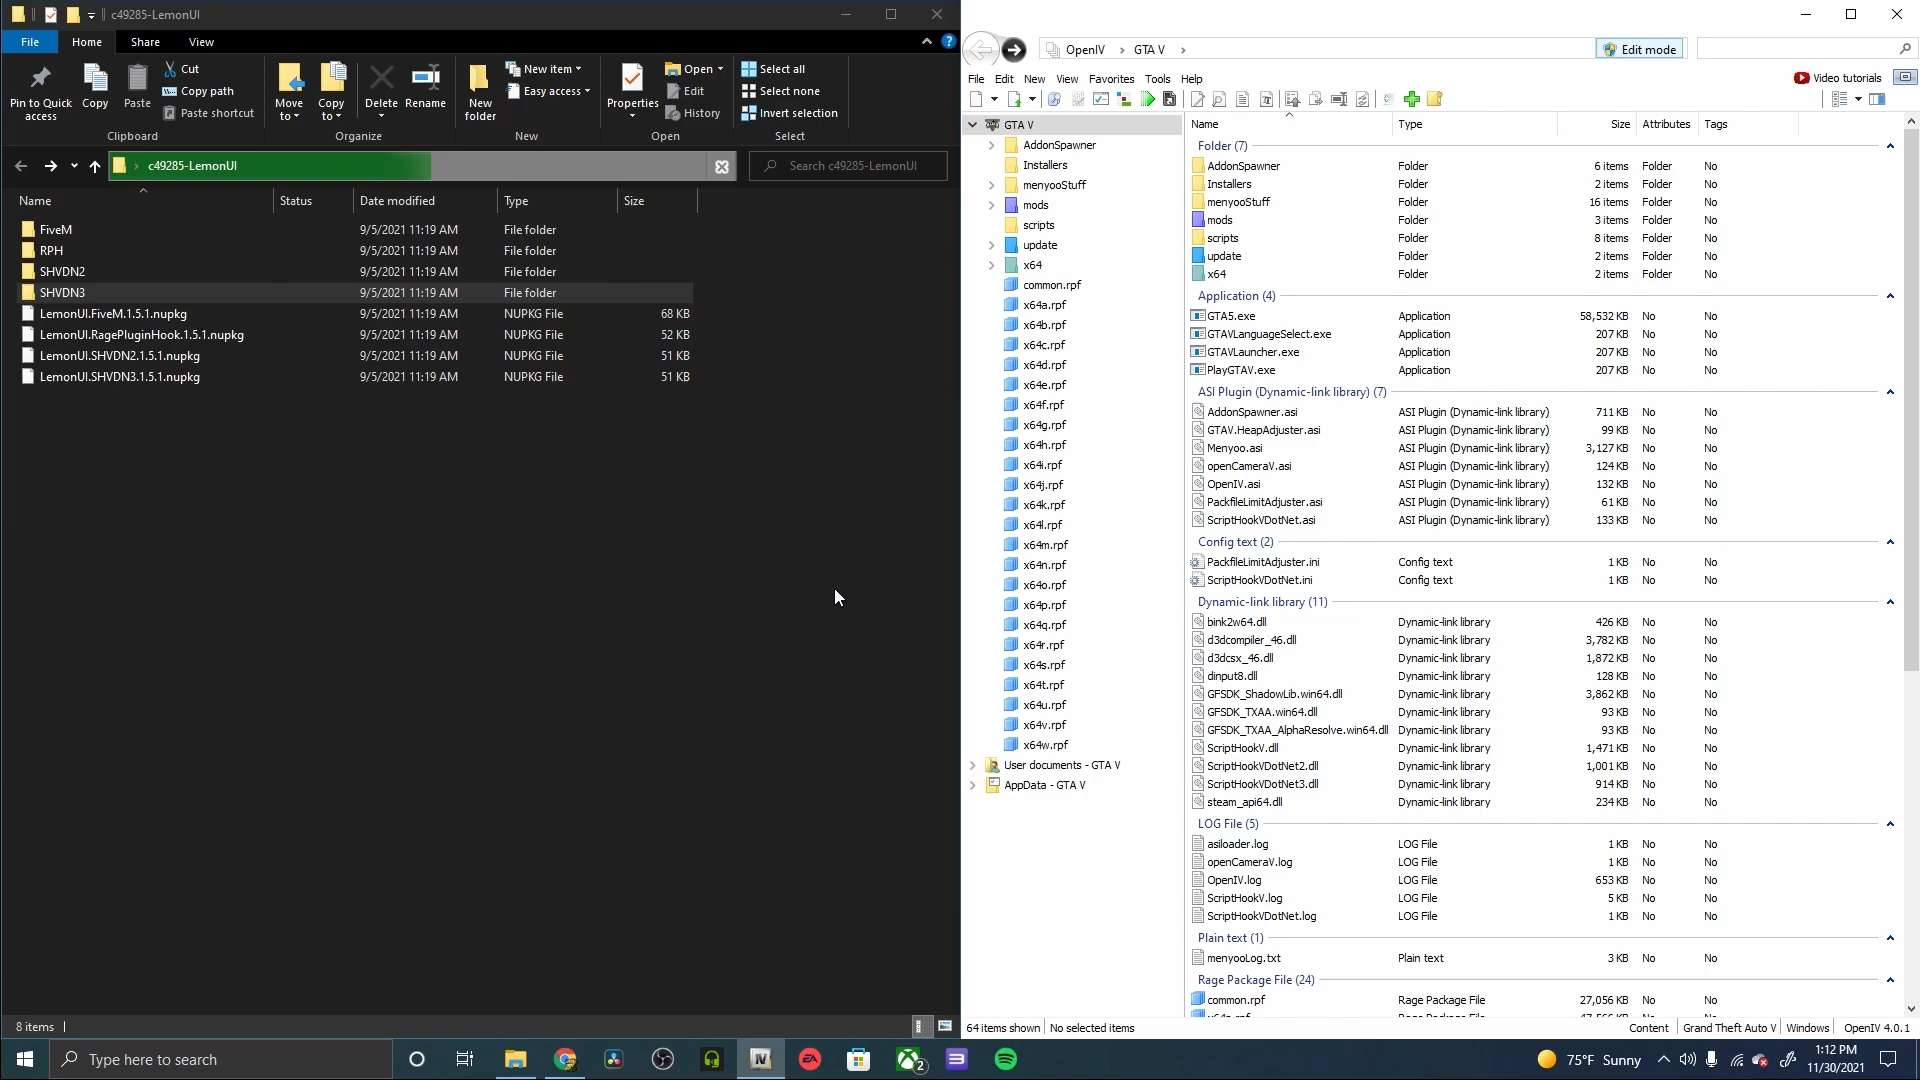 c49285-LemonUI
File Home Share View
Pin to Quick access
Copy
Paste
Cut
Copy path
Paste shortcut
Clipboard
Move to
Copy to
Delete
Rename
Organize
New folder
New item
Easy access
New
Properties
Open
Edit
History
Open
Select all
Select none
Invert selection
Select
c49285-LemonUI
Search c49285-LemonUI
Name Status Date modified Type Size
FiveM 9/5/2021 11:19 AM File folder
RPH 9/5/2021 11:19 AM File folder
SHVDN2 9/5/2021 11:19 AM File folder
SHVDN3 9/5/2021 11:19 AM File folder
LemonUI.FiveM.1.5.1.nupkg 9/5/2021 11:19 AM NUPKG File 68 KB
LemonUI.RagePluginHook.1.5.1.nupkg 9/5/2021 11:19 AM NUPKG File 52 KB
LemonUI.SHVDN2.1.5.1.nupkg 9/5/2021 11:19 AM NUPKG File 51 KB
LemonUI.SHVDN3.1.5.1.nupkg 9/5/2021 11:19 AM NUPKG File 51 KB
8 items
OpenIV GTA V
Edit mode
File Edit New View Favorites Tools Help
Video tutorials
GTA V
AddonSpawner
Installers
menyooStuff
mods
scripts
update
x64
common.rpf
x64a.rpf
x64b.rpf
x64c.rpf
x64d.rpf
x64e.rpf
x64f.rpf
x64g.rpf
x64h.rpf
x64i.rpf
x64j.rpf
x64k.rpf
x64l.rpf
x64m.rpf
x64n.rpf
x64o.rpf
x64p.rpf
x64q.rpf
x64r.rpf
x64s.rpf
x64t.rpf
x64u.rpf
x64v.rpf
x64w.rpf
User documents - GTA V
AppData - GTA V
Name Type Size Attributes Tags
Folder (7)
AddonSpawner Folder 6 items Folder No
Installers Folder 2 items Folder No
menyooStuff Folder 16 items Folder No
mods Folder 3 items Folder No
scripts Folder 8 items Folder No
update Folder 2 items Folder No
x64 Folder 2 items Folder No
Application (4)
GTA5.exe Application 58,532 KB No No
GTAVLanguageSelect.exe Application 207 KB No No
GTAVLauncher.exe Application 207 KB No No
PlayGTAV.exe Application 207 KB No No
ASI Plugin (Dynamic-link library) (7)
AddonSpawner.asi ASI Plugin (Dynamic-link library) 711 KB No No
GTAV.HeapAdjuster.asi ASI Plugin (Dynamic-link library) 99 KB No No
Menyoo.asi ASI Plugin (Dynamic-link library) 3,127 KB No No
openCameraV.asi ASI Plugin (Dynamic-link library) 124 KB No No
OpenIV.asi ASI Plugin (Dynamic-link library) 132 KB No No
PackfileLimitAdjuster.asi ASI Plugin (Dynamic-link library) 61 KB No No
ScriptHookVDotNet.asi ASI Plugin (Dynamic-link library) 133 KB No No
Config text (2)
PackfileLimitAdjuster.ini Config text 1 KB No No
ScriptHookVDotNet.ini Config text 1 KB No No
Dynamic-link library (11)
bink2w64.dll Dynamic-link library 426 KB No No
d3dcompiler_46.dll Dynamic-link library 3,782 KB No No
d3dcsx_46.dll Dynamic-link library 1,872 KB No No
dinput8.dll Dynamic-link library 128 KB No No
GFSDK_ShadowLib.win64.dll Dynamic-link library 3,862 KB No No
GFSDK_TXAA.win64.dll Dynamic-link library 93 KB No No
GFSDK_TXAA_AlphaResolve.win64.dll Dynamic-link library 93 KB No No
ScriptHookV.dll Dynamic-link library 1,471 KB No No
ScriptHookVDotNet2.dll Dynamic-link library 1,001 KB No No
ScriptHookVDotNet3.dll Dynamic-link library 914 KB No No
steam_api64.dll Dynamic-link library 234 KB No No
LOG File (5)
asiloader.log LOG File 1 KB No No
openCameraV.log LOG File 1 KB No No
OpenIV.log LOG File 653 KB No No
ScriptHookV.log LOG File 5 KB No No
ScriptHookVDotNet.log LOG File 1 KB No No
Plain text (1)
menyooLog.txt Plain text 3 KB No No
Rage Package File (24)
common.rpf Rage Package File 27,056 KB No No
64 items shown No selected items Content Grand Theft Auto V Windows OpenIV 4.0.1
Type here to search
IV
EA
2
75°F Sunny
1:12 PM
11/30/2021